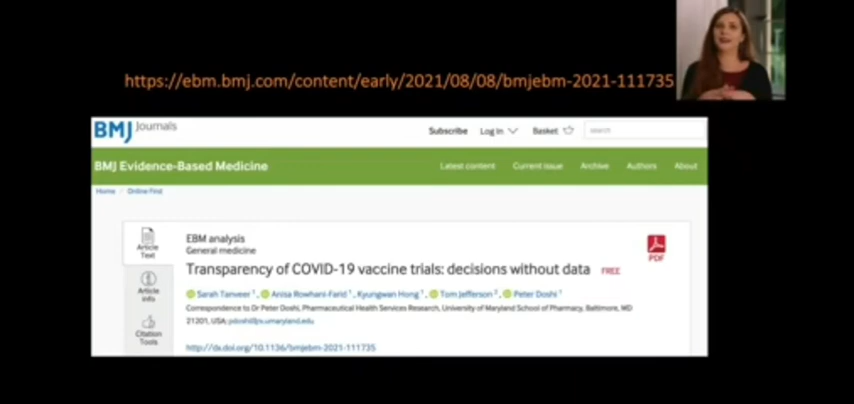 https://ebm.bmj.com/content/early/2021/08/08/bmjebm-2021-111735
BMJ Journals
Subscribe Log In Basket search
BMJ Evidence-Based Medicine
Latest content Current issue Archive Authors About
Home / Online First
Article Text
EBM analysis
General medicine
Transparency of COVID-19 vaccine trials: decisions without data FREE
PDF
Article info
Sarah Tanveer 1, Anisa Rowhani-Farid 1, Kyungwan Hong 1, Tom Jefferson 2, Peter Doshi 1
Correspondence to Dr Peter Doshi, Pharmaceutical Health Services Research, University of Maryland School of Pharmacy, Baltimore, MD
21201, USA;
Citation Tools
http://dx.doi.org/10.1136/bmjebm-2021-111735